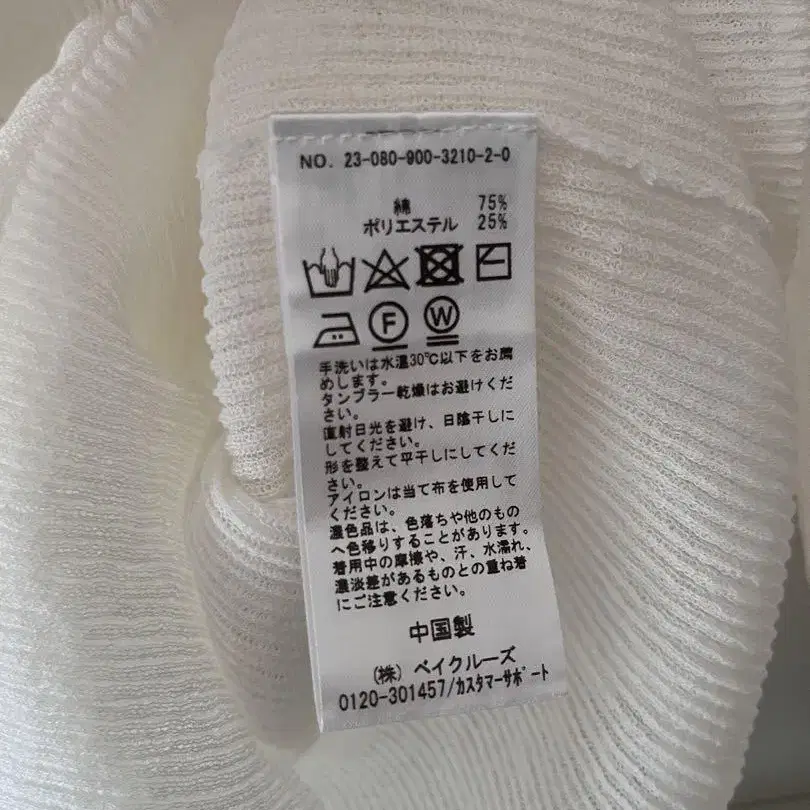 NO. 23-080-900-3210-2-0
綿 75%
ポリエステル 25%
F W
手洗いは水温30℃以下をお薦
めします。
タンブラー乾燥はお避けくだ
さい。
直射日光を避け、日陰干しに
してください。
形を整えて平干しにしてくだ
さい。
アイロンは当て布を使用して
ください。
濃色品は、色落ちや他のもの
へ色移りすることがあります。
着用中の摩擦や、汗、水濡れ、
濃淡差があるものとの重ね着
にご注意ください。
中国製
(株) ベイクルーズ
0120-301457/カスタマーサポート